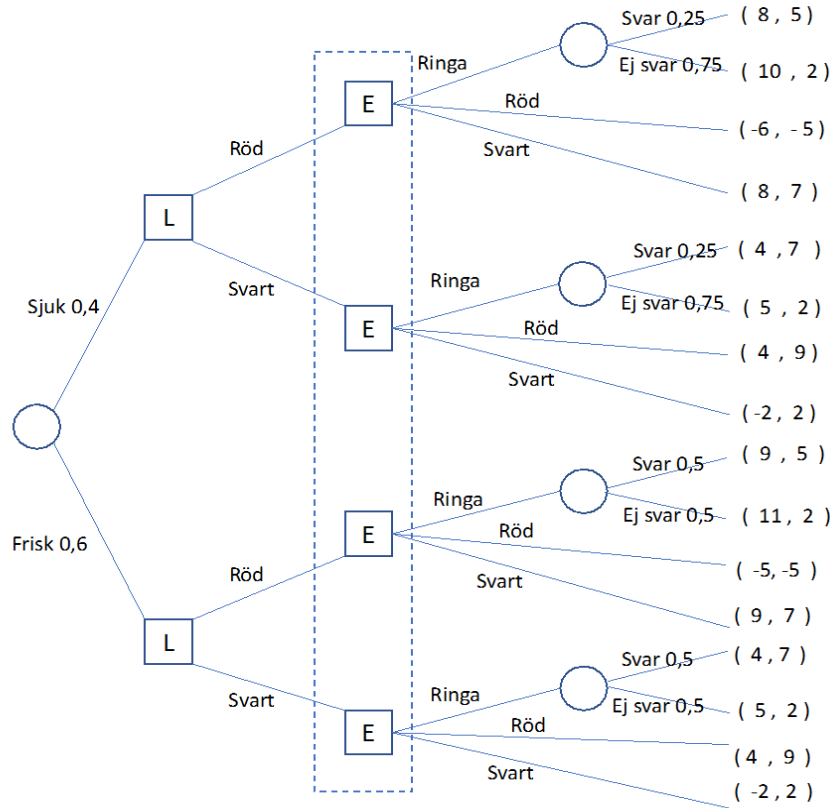 Svar 0,25
( 8 , 5 )
Ringa
Ej svar 0,75
( 10 , 2 )
E
Röd
( -6 , -5 )
Röd
Svart
( 8 , 7 )
L
Svar 0,25
( 4 , 7 )
Ringa
Svart
Ej svar 0,75
( 5 , 2 )
Sjuk 0,4
E
Röd
( 4 , 9 )
Svart
( -2 , 2 )
Svar 0,5
( 9 , 5 )
Ringa
Ej svar 0,5
( 11 , 2 )
Frisk 0,6
E
Röd
( -5, -5 )
Röd
Svart
( 9 , 7 )
L
Svar 0,5
( 4 , 7 )
Ringa
Svart
Ej svar 0,5
( 5 , 2 )
E
Röd
( 4 , 9 )
Svart
( -2 , 2 )